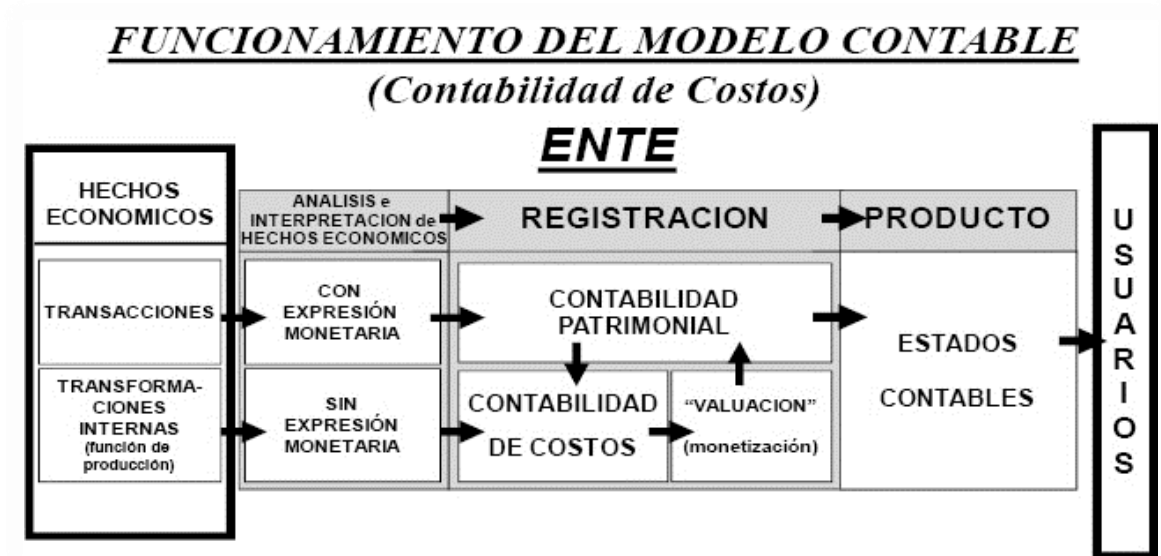 FUNCIONAMIENTO DEL MODELO CONTABLE
(Contabilidad de Costos)
ENTE
HECHOS
ECONOMICOS
ANALISIS e
INTERPRETACION de
HECHOS ECONOMICOS
REGISTRACION
PRODUCTO
TRANSACCIONES
CON
EXPRESIÓN
MONETARIA
CONTABILIDAD
PATRIMONIAL
TRANSFORMA-
CIONES
INTERNAS
(función de
producción)
SIN
EXPRESIÓN
MONETARIA
CONTABILIDAD
DE COSTOS
“VALUACION”
(monetización)
ESTADOS
CONTABLES
USUARIOS